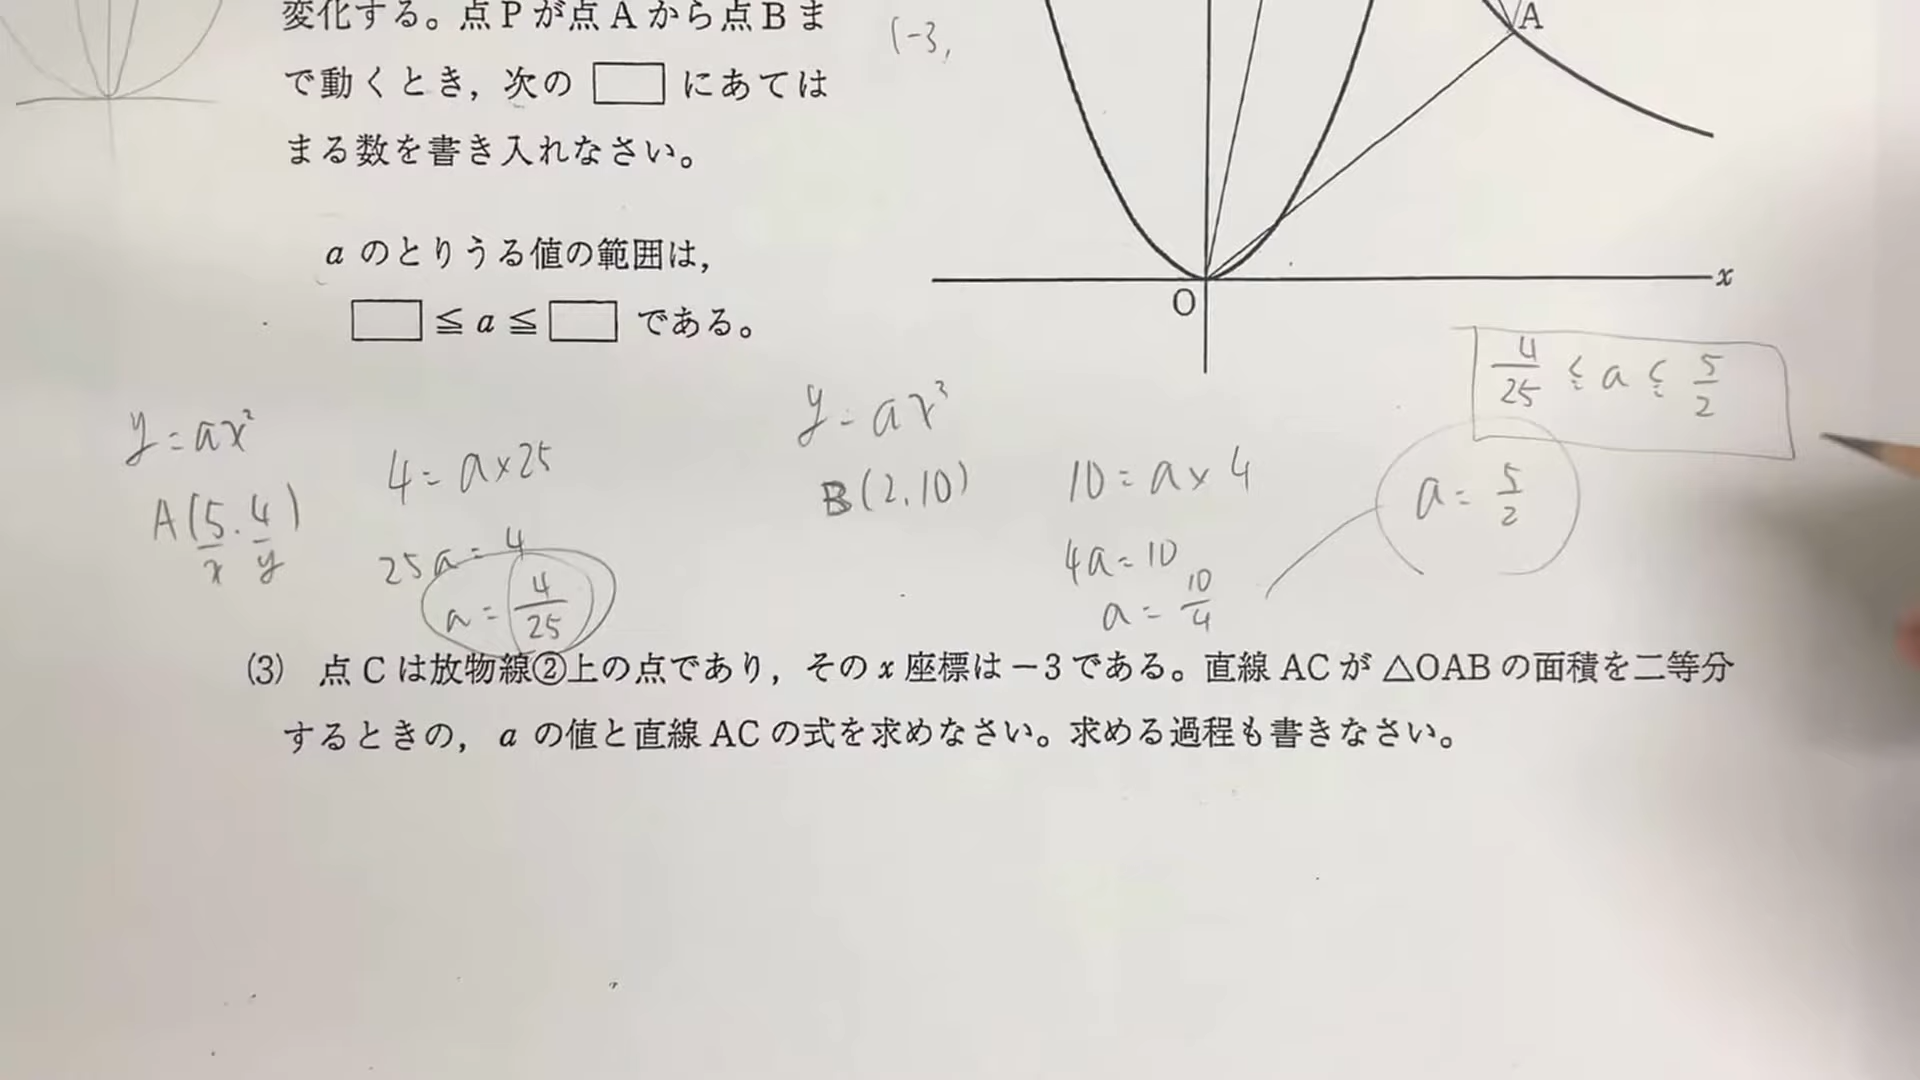 変化する。点Pが点Aから点Bま
で動くとき，次の にあては
まる数を書き入れなさい。
aのとりうる値の範囲は，
≦ a ≦ である。
(-3,
A
x
O
4/25 ≦ a ≦ 5/2
y = ax²
A(5.4)
x y
4 = a×25
25a = 4
a = 4/25
y = ax³
B(2,10)
10 = a×4
4a = 10
a = 10/4
a = 5/2
(3) 点Cは放物線②上の点であり，そのx座標は−3である。直線ACが△OABの面積を二等分
するときの，aの値と直線ACの式を求めなさい。求める過程も書きなさい。